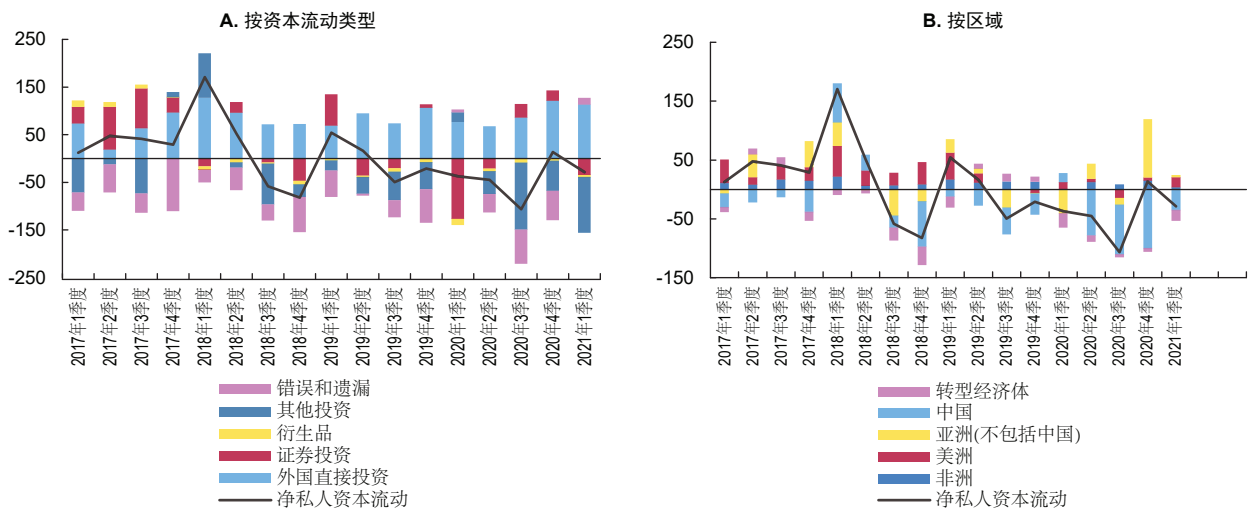 A. 按资本流动类型
250
150
50
-50
-150
-250
2017年1季度
2017年2季度
2017年3季度
2017年4季度
2018年1季度
2018年2季度
2018年3季度
2018年4季度
2019年1季度
2019年2季度
2019年3季度
2019年4季度
2020年1季度
2020年2季度
2020年3季度
2020年4季度
2021年1季度
错误和遗漏
其他投资
衍生品
证券投资
外国直接投资
净私人资本流动
B. 按区域
250
150
50
-50
-150
2017年1季度
2017年2季度
2017年3季度
2017年4季度
2018年1季度
2018年2季度
2018年3季度
2018年4季度
2019年1季度
2019年2季度
2019年3季度
2019年4季度
2020年1季度
2020年2季度
2020年3季度
2020年4季度
2021年1季度
转型经济体
中国
亚洲(不包括中国)
美洲
非洲
净私人资本流动